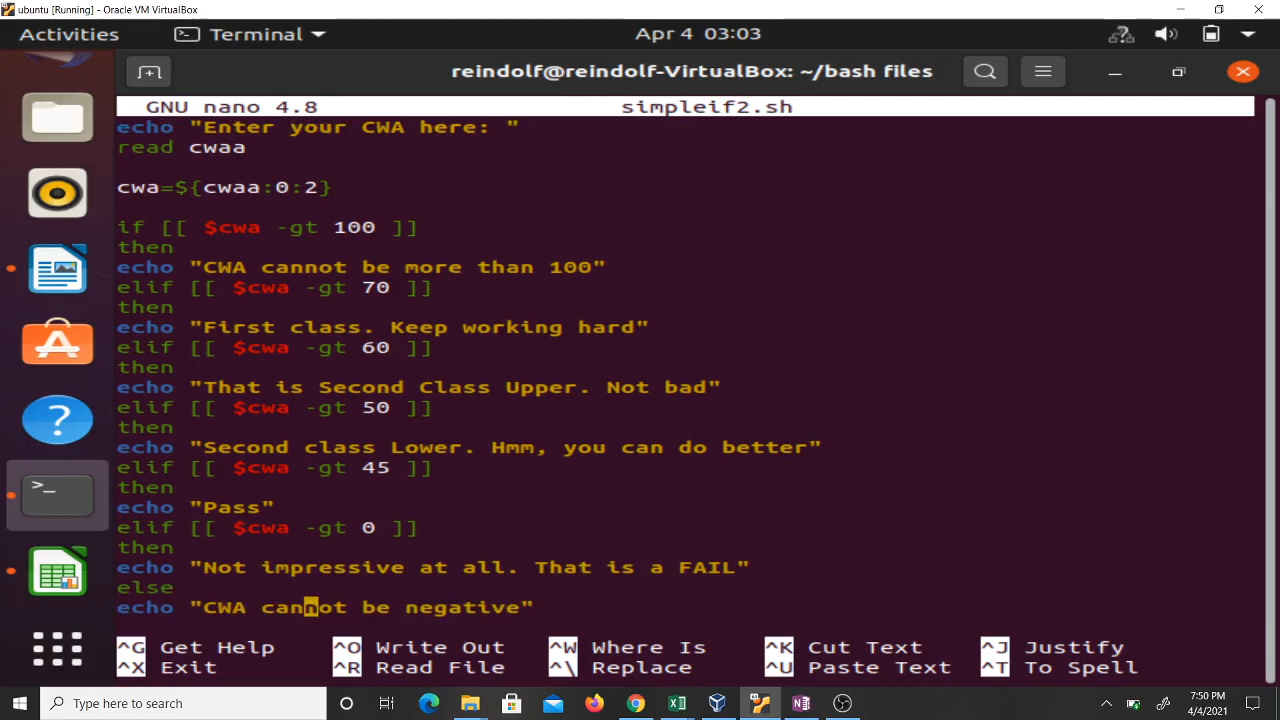 ubuntu [Running] - Oracle VM VirtualBox
Activities
Terminal
Apr 4 03:03
reindolf@reindolf-VirtualBox: ~/bash files
GNU nano 4.8
simpleif2.sh
echo "Enter your CWA here: "
read cwaa
cwa=${cwaa:0:2}
if [[ $cwa -gt 100 ]]
then
echo "CWA cannot be more than 100"
elif [[ $cwa -gt 70 ]]
then
echo "First class. Keep working hard"
elif [[ $cwa -gt 60 ]]
then
echo "That is Second Class Upper. Not bad"
elif [[ $cwa -gt 50 ]]
then
echo "Second class Lower. Hmm, you can do better"
elif [[ $cwa -gt 45 ]]
then
echo "Pass"
elif [[ $cwa -gt 0 ]]
then
echo "Not impressive at all. That is a FAIL"
else
echo "CWA cannot be negative"
^G Get Help ^O Write Out ^W Where Is ^K Cut Text ^J Justify
^X Exit ^R Read File ^\ Replace ^U Paste Text ^T To Spell
Type here to search
7:50 PM
4/4/2021